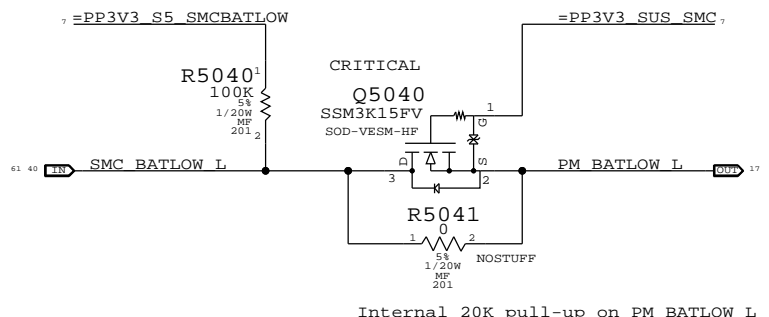 7 =PP3V3_S5_SMCBATLOW
=PP3V3_SUS_SMC 7
R5040 1
100K
5%
1/20W
MF
201 2
CRITICAL
Q5040
SSM3K15FV
SOD-VESM-HF
1
G
D
S
3
2
61 40 IN SMC_BATLOW_L
PM_BATLOW_L OUT 17
R5041
1 0 2
5%
1/20W
MF
201
NOSTUFF
Internal 20K pull-up on PM_BATLOW_L